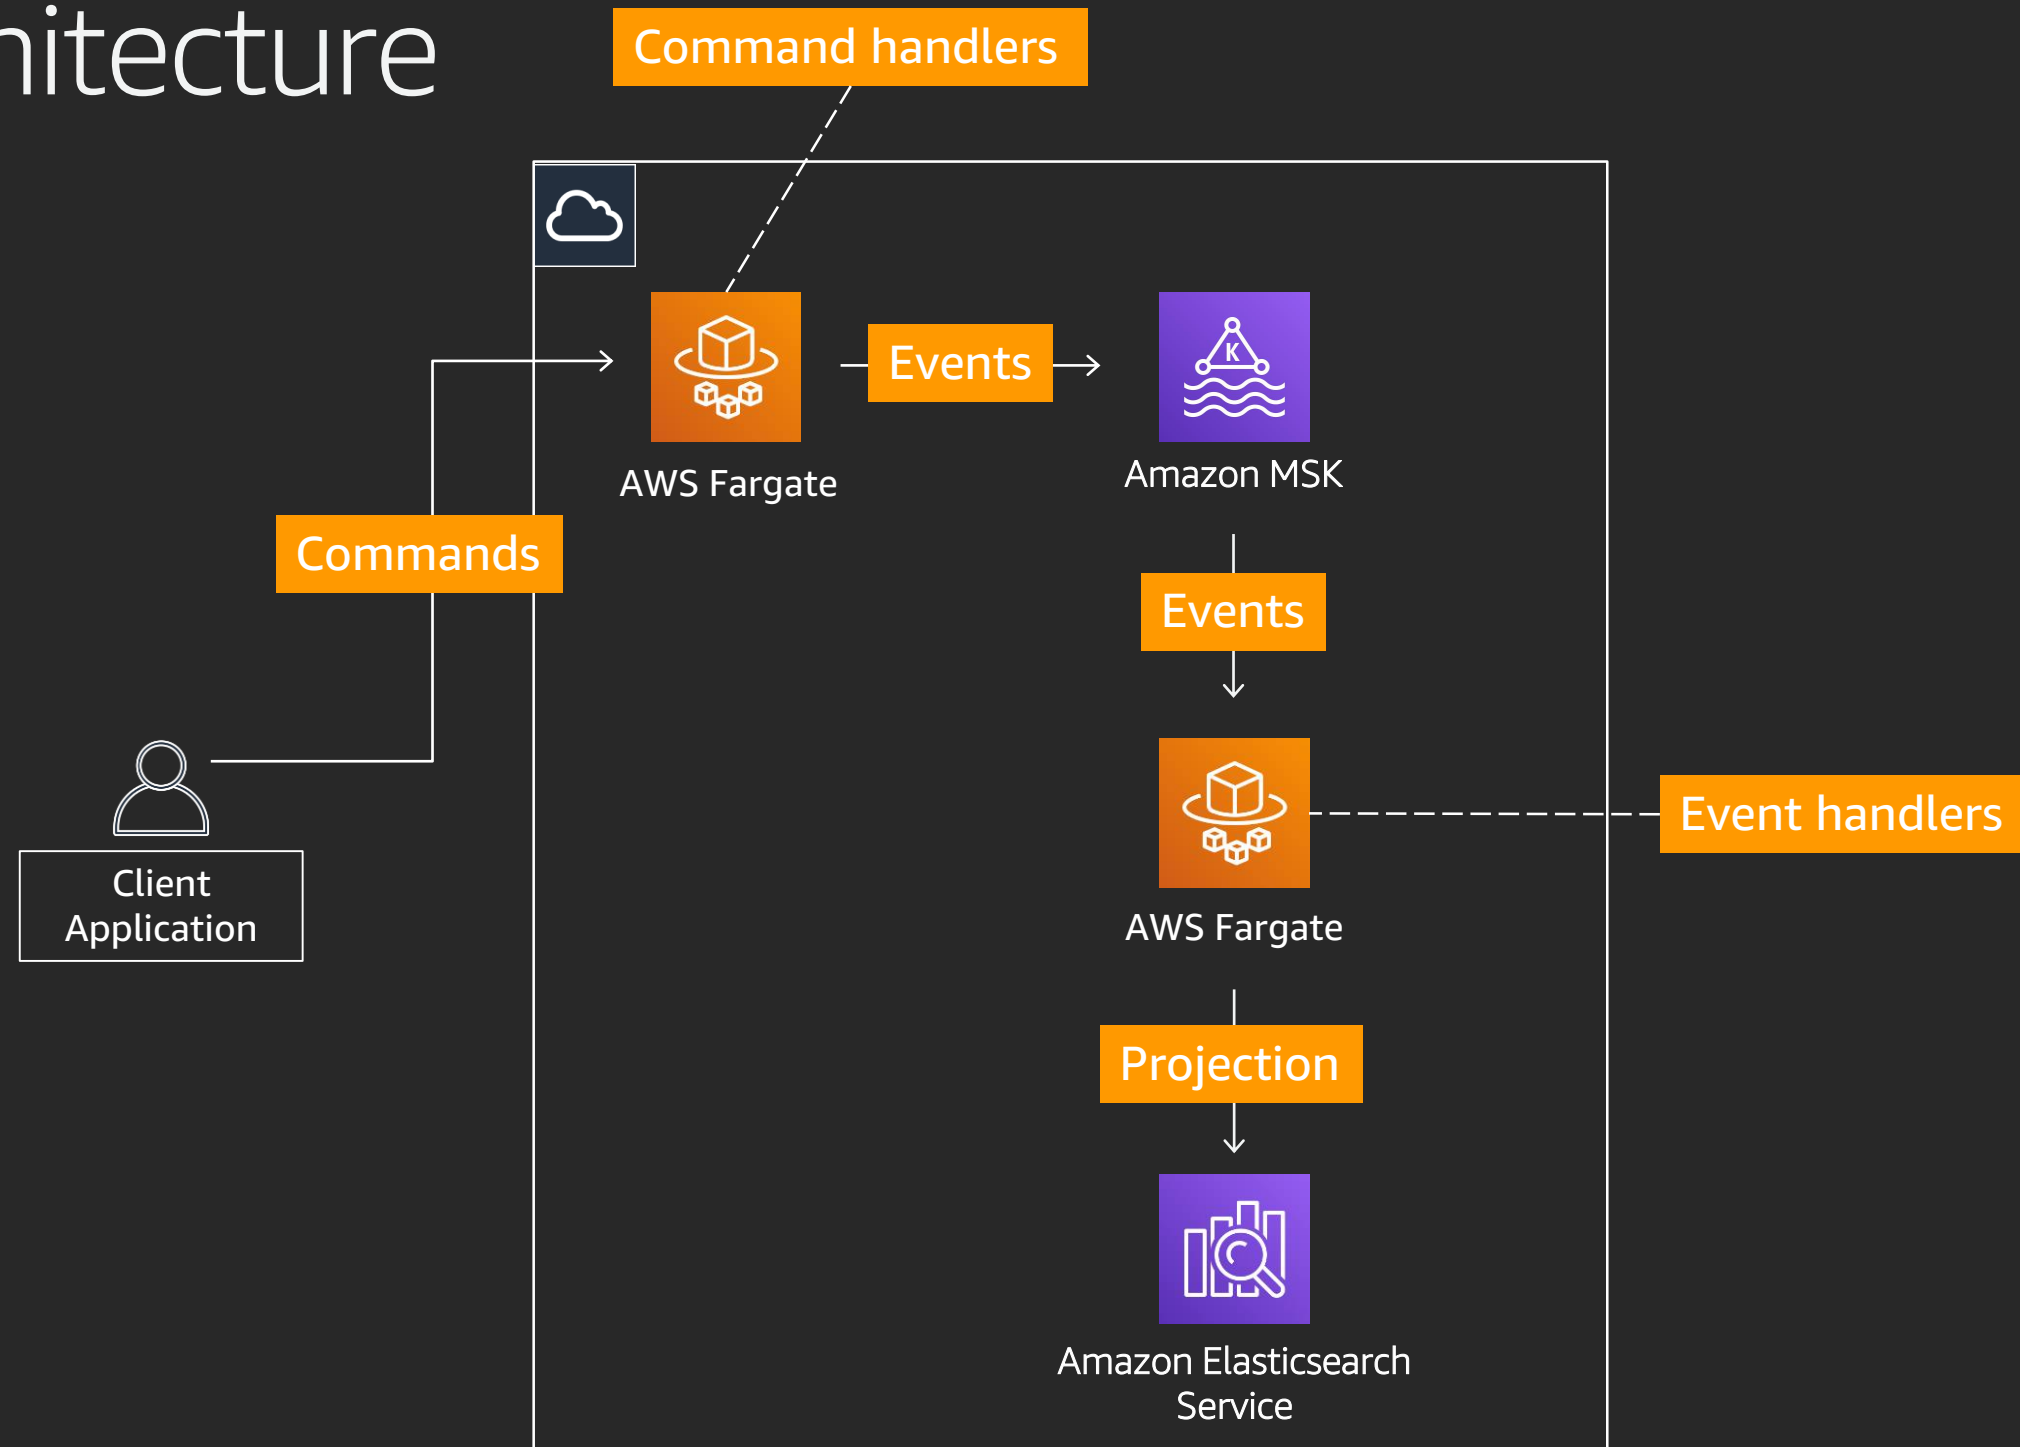 hitecture
Command handlers
K
Events
AWS Fargate
Amazon MSK
Commands
Events
Client
Application
Event handlers
AWS Fargate
Projection
Amazon Elasticsearch
Service